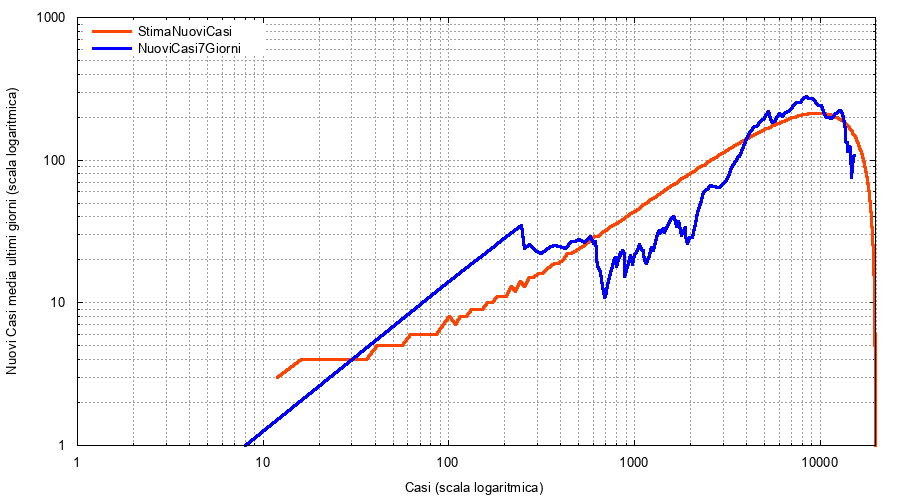 1000
StimaNuoviCasi
NuoviCasi7Giorni
100
10
1
Nuovi Casi media ultimi giorni (scala logaritmica)
1 10 100 1000 10000
Casi (scala logaritmica)